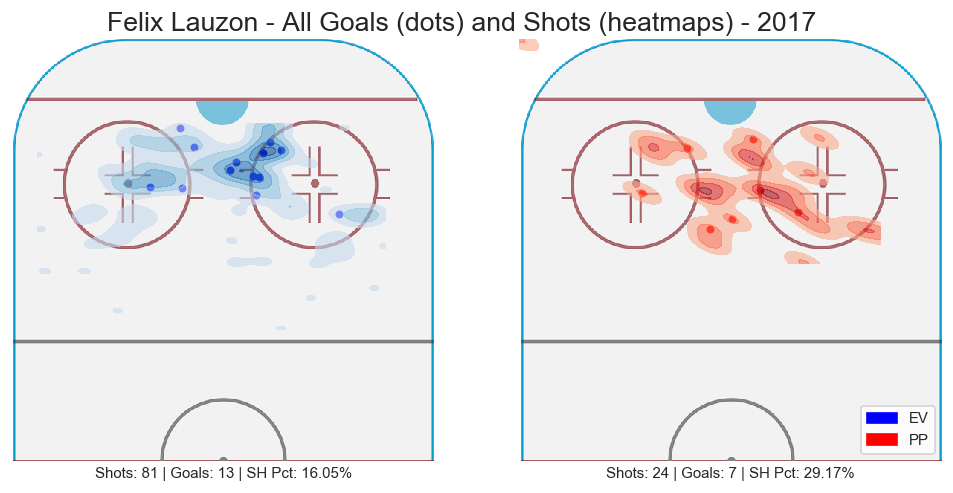 Felix Lauzon - All Goals (dots) and Shots (heatmaps) - 2017
EV
PP
Shots: 81 | Goals: 13 | SH Pct: 16.05%
Shots: 24 | Goals: 7 | SH Pct: 29.17%